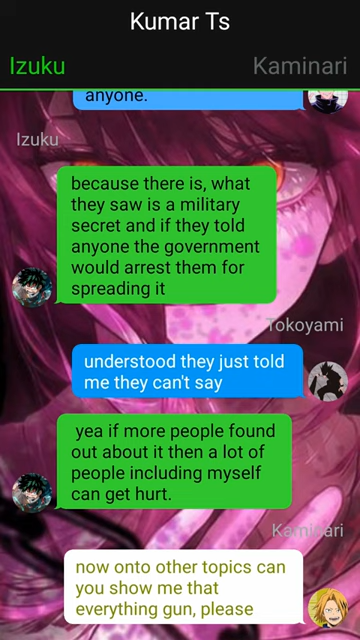 Kumar Ts
Izuku
Kaminari
anyone.
Izuku
because there is, what
they saw is a military
secret and if they told
anyone the government
would arrest them for
spreading it
Tokoyami
understood they just told
me they can't say
yea if more people found
out about it then a lot of
people including myself
can get hurt.
Kaminari
now onto other topics can
you show me that
everything gun, please